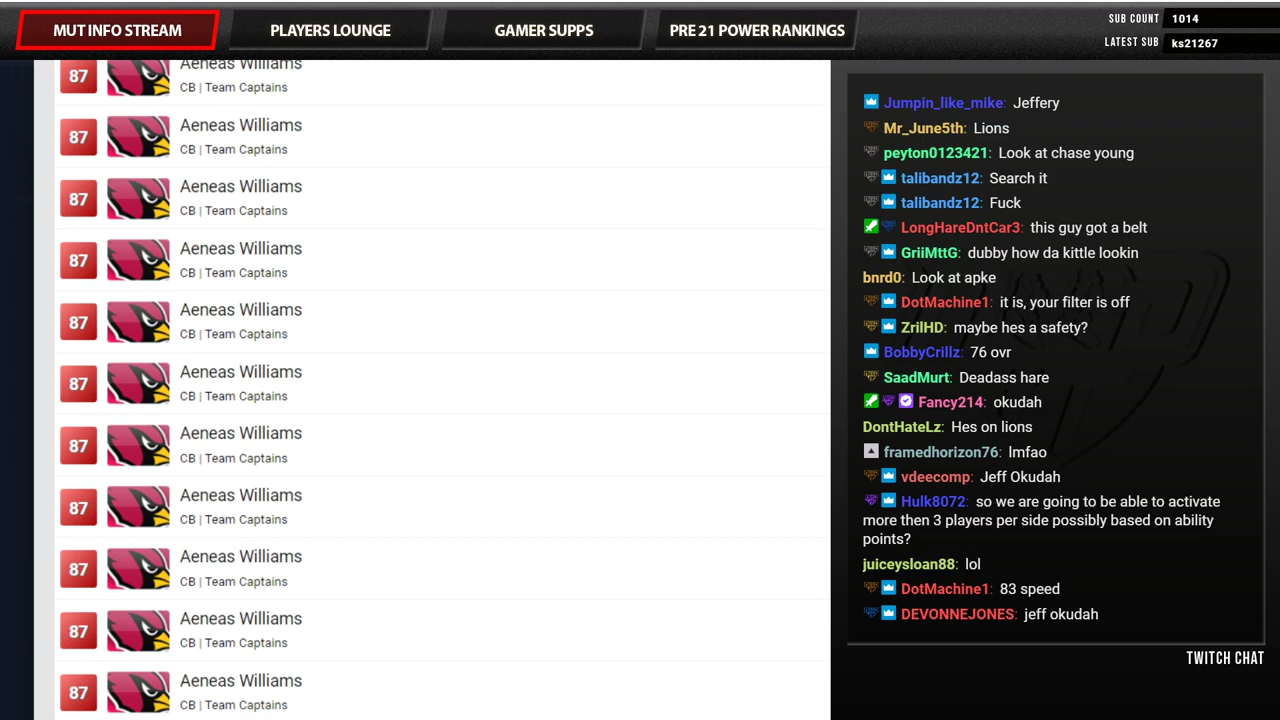 MUT INFO STREAM
PLAYERS LOUNGE
GAMER SUPPS
PRE 21 POWER RANKINGS
SUB COUNT 1014
LATEST SUB ks21267
87 Aeneas Williams
CB | Team Captains
87 Aeneas Williams
CB | Team Captains
87 Aeneas Williams
CB | Team Captains
87 Aeneas Williams
CB | Team Captains
87 Aeneas Williams
CB | Team Captains
87 Aeneas Williams
CB | Team Captains
87 Aeneas Williams
CB | Team Captains
87 Aeneas Williams
CB | Team Captains
87 Aeneas Williams
CB | Team Captains
87 Aeneas Williams
CB | Team Captains
87 Aeneas Williams
CB | Team Captains
Jumpin_like_mike: Jeffery
Mr_June5th: Lions
peyton0123421: Look at chase young
talibandz12: Search it
talibandz12: Fuck
LongHareDntCar3: this guy got a belt
GriiMttG: dubby how da kittle lookin
bnrd0: Look at apke
DotMachine1: it is, your filter is off
ZrilHD: maybe hes a safety?
BobbyCrillz: 76 ovr
SaadMurt: Deadass hare
Fancy214: okudah
DontHateLz: Hes on lions
framedhorizon76: lmfao
vdeecomp: Jeff Okudah
Hulk8072: so we are going to be able to activate
more then 3 players per side possibly based on ability
points?
juiceysloan88: lol
DotMachine1: 83 speed
DEVONNEJONES: jeff okudah
TWITCH CHAT